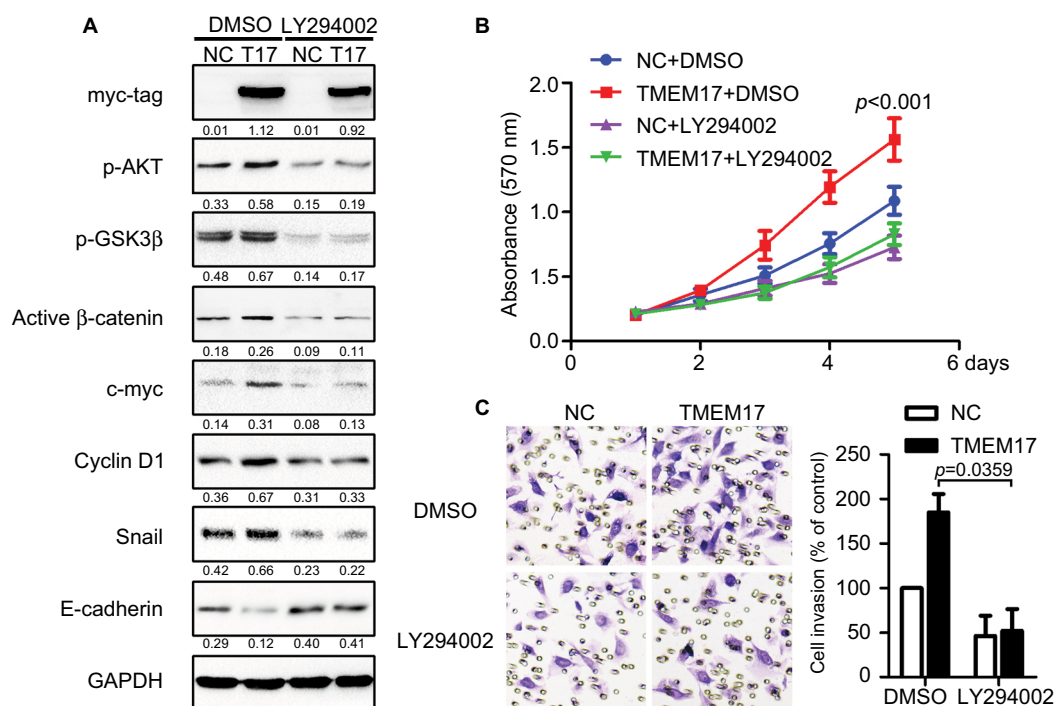 A
DMSO LY294002
NC T17 NC T17
myc-tag
0.01 1.12 0.01 0.92
p-AKT
0.33 0.58 0.15 0.19
p-GSK3β
0.48 0.67 0.14 0.17
Active β-catenin
0.18 0.26 0.09 0.11
c-myc
0.14 0.31 0.08 0.13
Cyclin D1
0.36 0.67 0.31 0.33
Snail
0.42 0.66 0.23 0.22
E-cadherin
0.29 0.12 0.40 0.41
GAPDH
B
NC+DMSO
TMEM17+DMSO
NC+LY294002
TMEM17+LY294002
p<0.001
Absorbance (570 nm)
2.0
1.5
1.0
1.5
0.0
0 2 4 6 days
C
NC TMEM17
DMSO
LY294002
NC
TMEM17
p=0.0359
Cell invasion (% of control)
250
200
150
100
50
0
DMSO LY294002